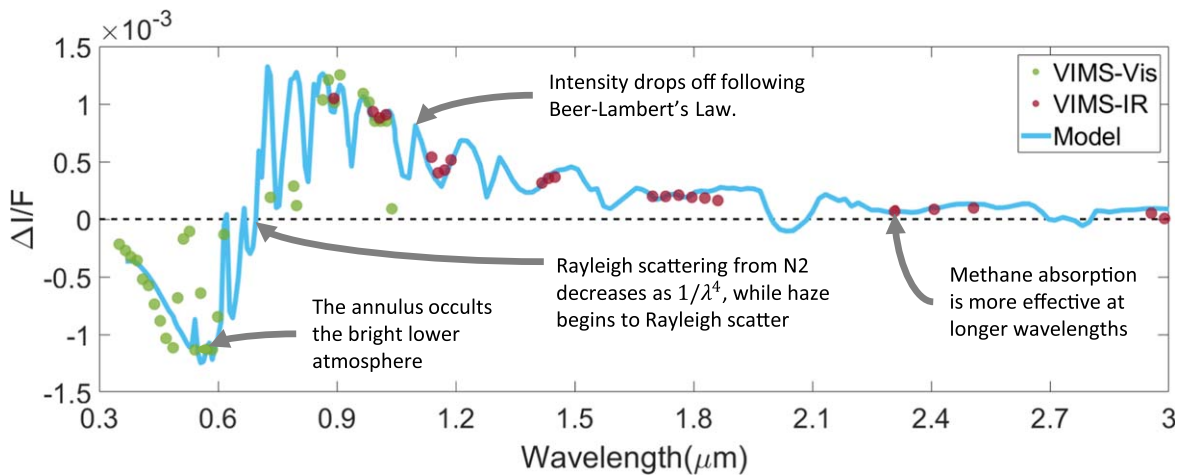 ×10⁻³
1.5
1
0.5
0
-0.5
-1
-1.5
ΔI/F
0.3
0.6
0.9
1.2
1.5
1.8
2.1
2.4
2.7
3
Wavelength(μm)
VIMS-Vis
VIMS-IR
Model
Intensity drops off following
Beer-Lambert's Law.
Rayleigh scattering from N2
decreases as 1/λ⁴, while haze
begins to Rayleigh scatter
The annulus occults
the bright lower
atmosphere
Methane absorption
is more effective at
longer wavelengths